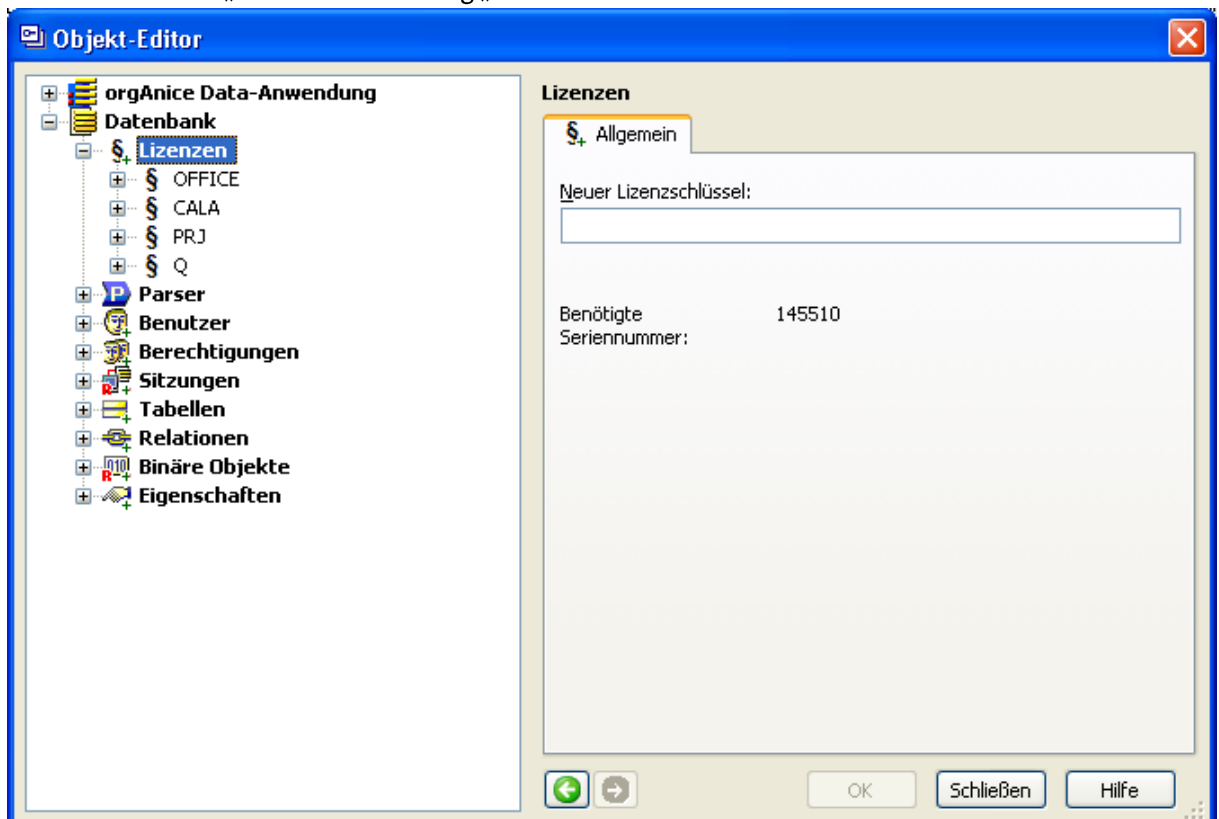 Objekt-Editor
orgAnice Data-Anwendung
Datenbank
Lizenzen
OFFICE
CALA
PRJ
Q
Parser
Benutzer
Berechtigungen
Sitzungen
Tabellen
Relationen
Binäre Objekte
Eigenschaften
Lizenzen
Allgemein
Neuer Lizenzschlüssel:
Benötigte Seriennummer: 145510
OK Schließen Hilfe